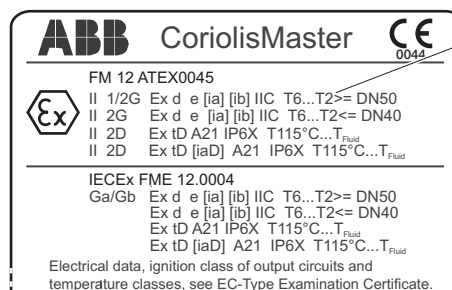 ABB CoriolisMaster CE
0044
FM 12 ATEX0045
Ex II 1/2G Ex d e [ia] [ib] IIC T6...T2>= DN50
II 2G Ex d e [ia] [ib] IIC T6...T2<= DN40
II 2D Ex tD A21 IP6X T115°C...TFluid
II 2D Ex tD [iaD] A21 IP6X T115°C...TFluid
IECEx FME 12.0004
Ga/Gb Ex d e [ia] [ib] IIC T6...T2>= DN50
Ex d e [ia] [ib] IIC T6...T2<= DN40
Ex tD A21 IP6X T115°C...TFluid
Ex tD [iaD] A21 IP6X T115°C...TFluid
Electrical data, ignition class of output circuits and
temperature classes, see EC-Type Examination Certificate.